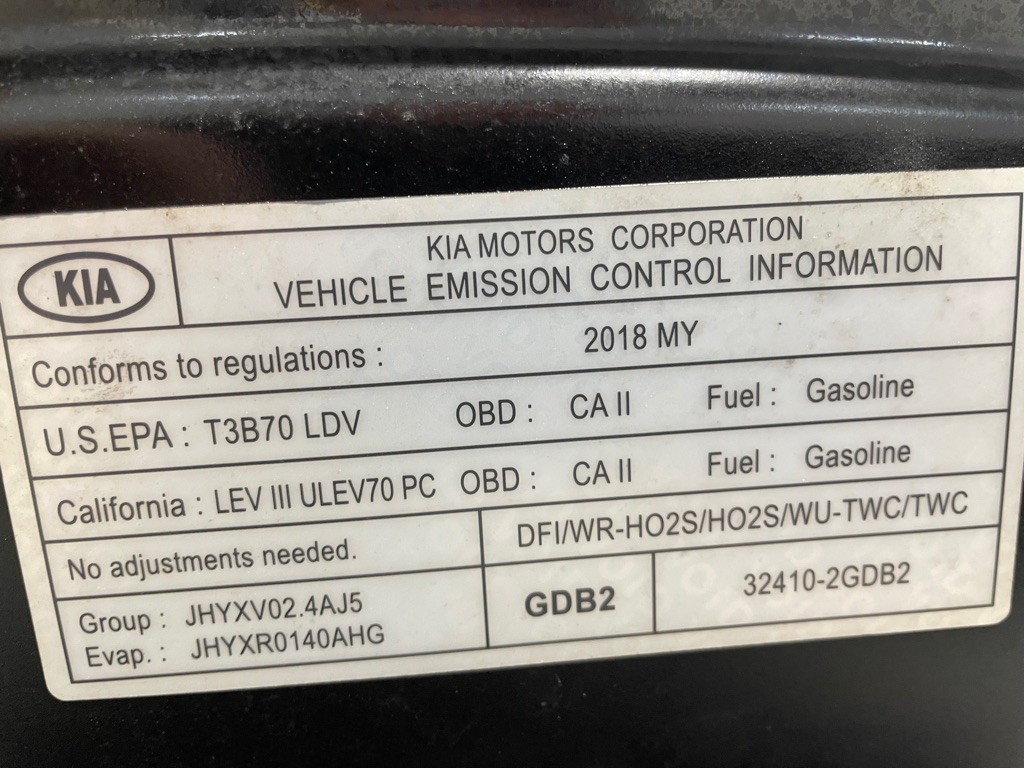 KIA
KIA MOTORS CORPORATION
VEHICLE EMISSION CONTROL INFORMATION
Conforms to regulations : 2018 MY
U.S.EPA : T3B70 LDV OBD : CA II Fuel : Gasoline
California : LEV III ULEV70 PC OBD : CA II Fuel : Gasoline
No adjustments needed. DFI/WR-HO2S/HO2S/WU-TWC/TWC
Group : JHYXV02.4AJ5
Evap. : JHYXR0140AHG
GDB2 32410-2GDB2